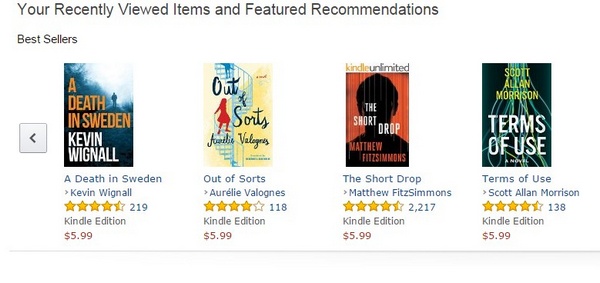 Your Recently Viewed Items and Featured Recommendations
Best Sellers
A
DEATH
IN SWEDEN
KEVIN
WIGNALL
A Death in Sweden
› Kevin Wignall
219
Kindle Edition
$5.99
a novel
Out
of
Sorts
Aurélie Valognes
Out of Sorts
› Aurélie Valognes
118
Kindle Edition
$5.99
kindleunlimited
THE
SHORT
DROP
MATTHEW
FITZSIMMONS
The Short Drop
› Matthew FitzSimmons
2,217
Kindle Edition
$5.99
SCOTT
ALLAN
MORRISON
TERMS
OF USE
A NOVEL
Terms of Use
› Scott Allan Morrison
138
Kindle Edition
$5.99